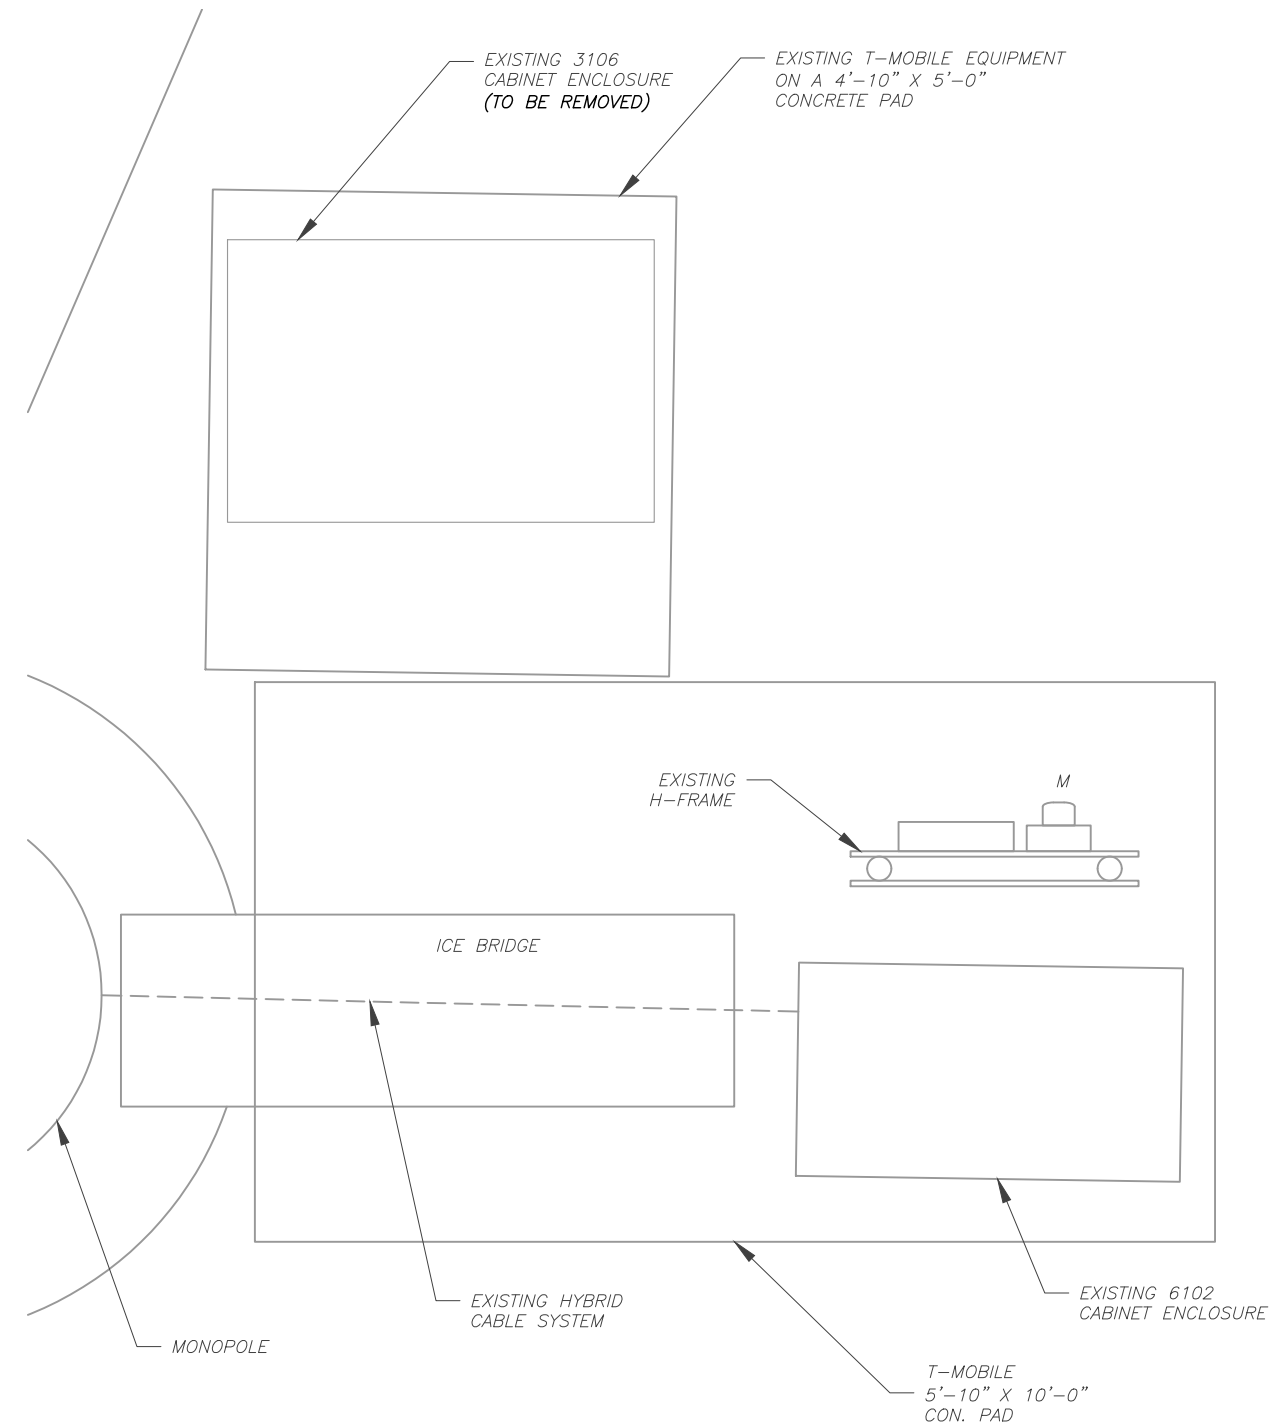 EXISTING 3106
CABINET ENCLOSURE
(TO BE REMOVED)
EXISTING T-MOBILE EQUIPMENT
ON A 4'-10" X 5'-0"
CONCRETE PAD
EXISTING
H-FRAME
M
ICE BRIDGE
EXISTING HYBRID
CABLE SYSTEM
MONOPOLE
EXISTING 6102
CABINET ENCLOSURE
T-MOBILE
5'-10" X 10'-0"
CON. PAD